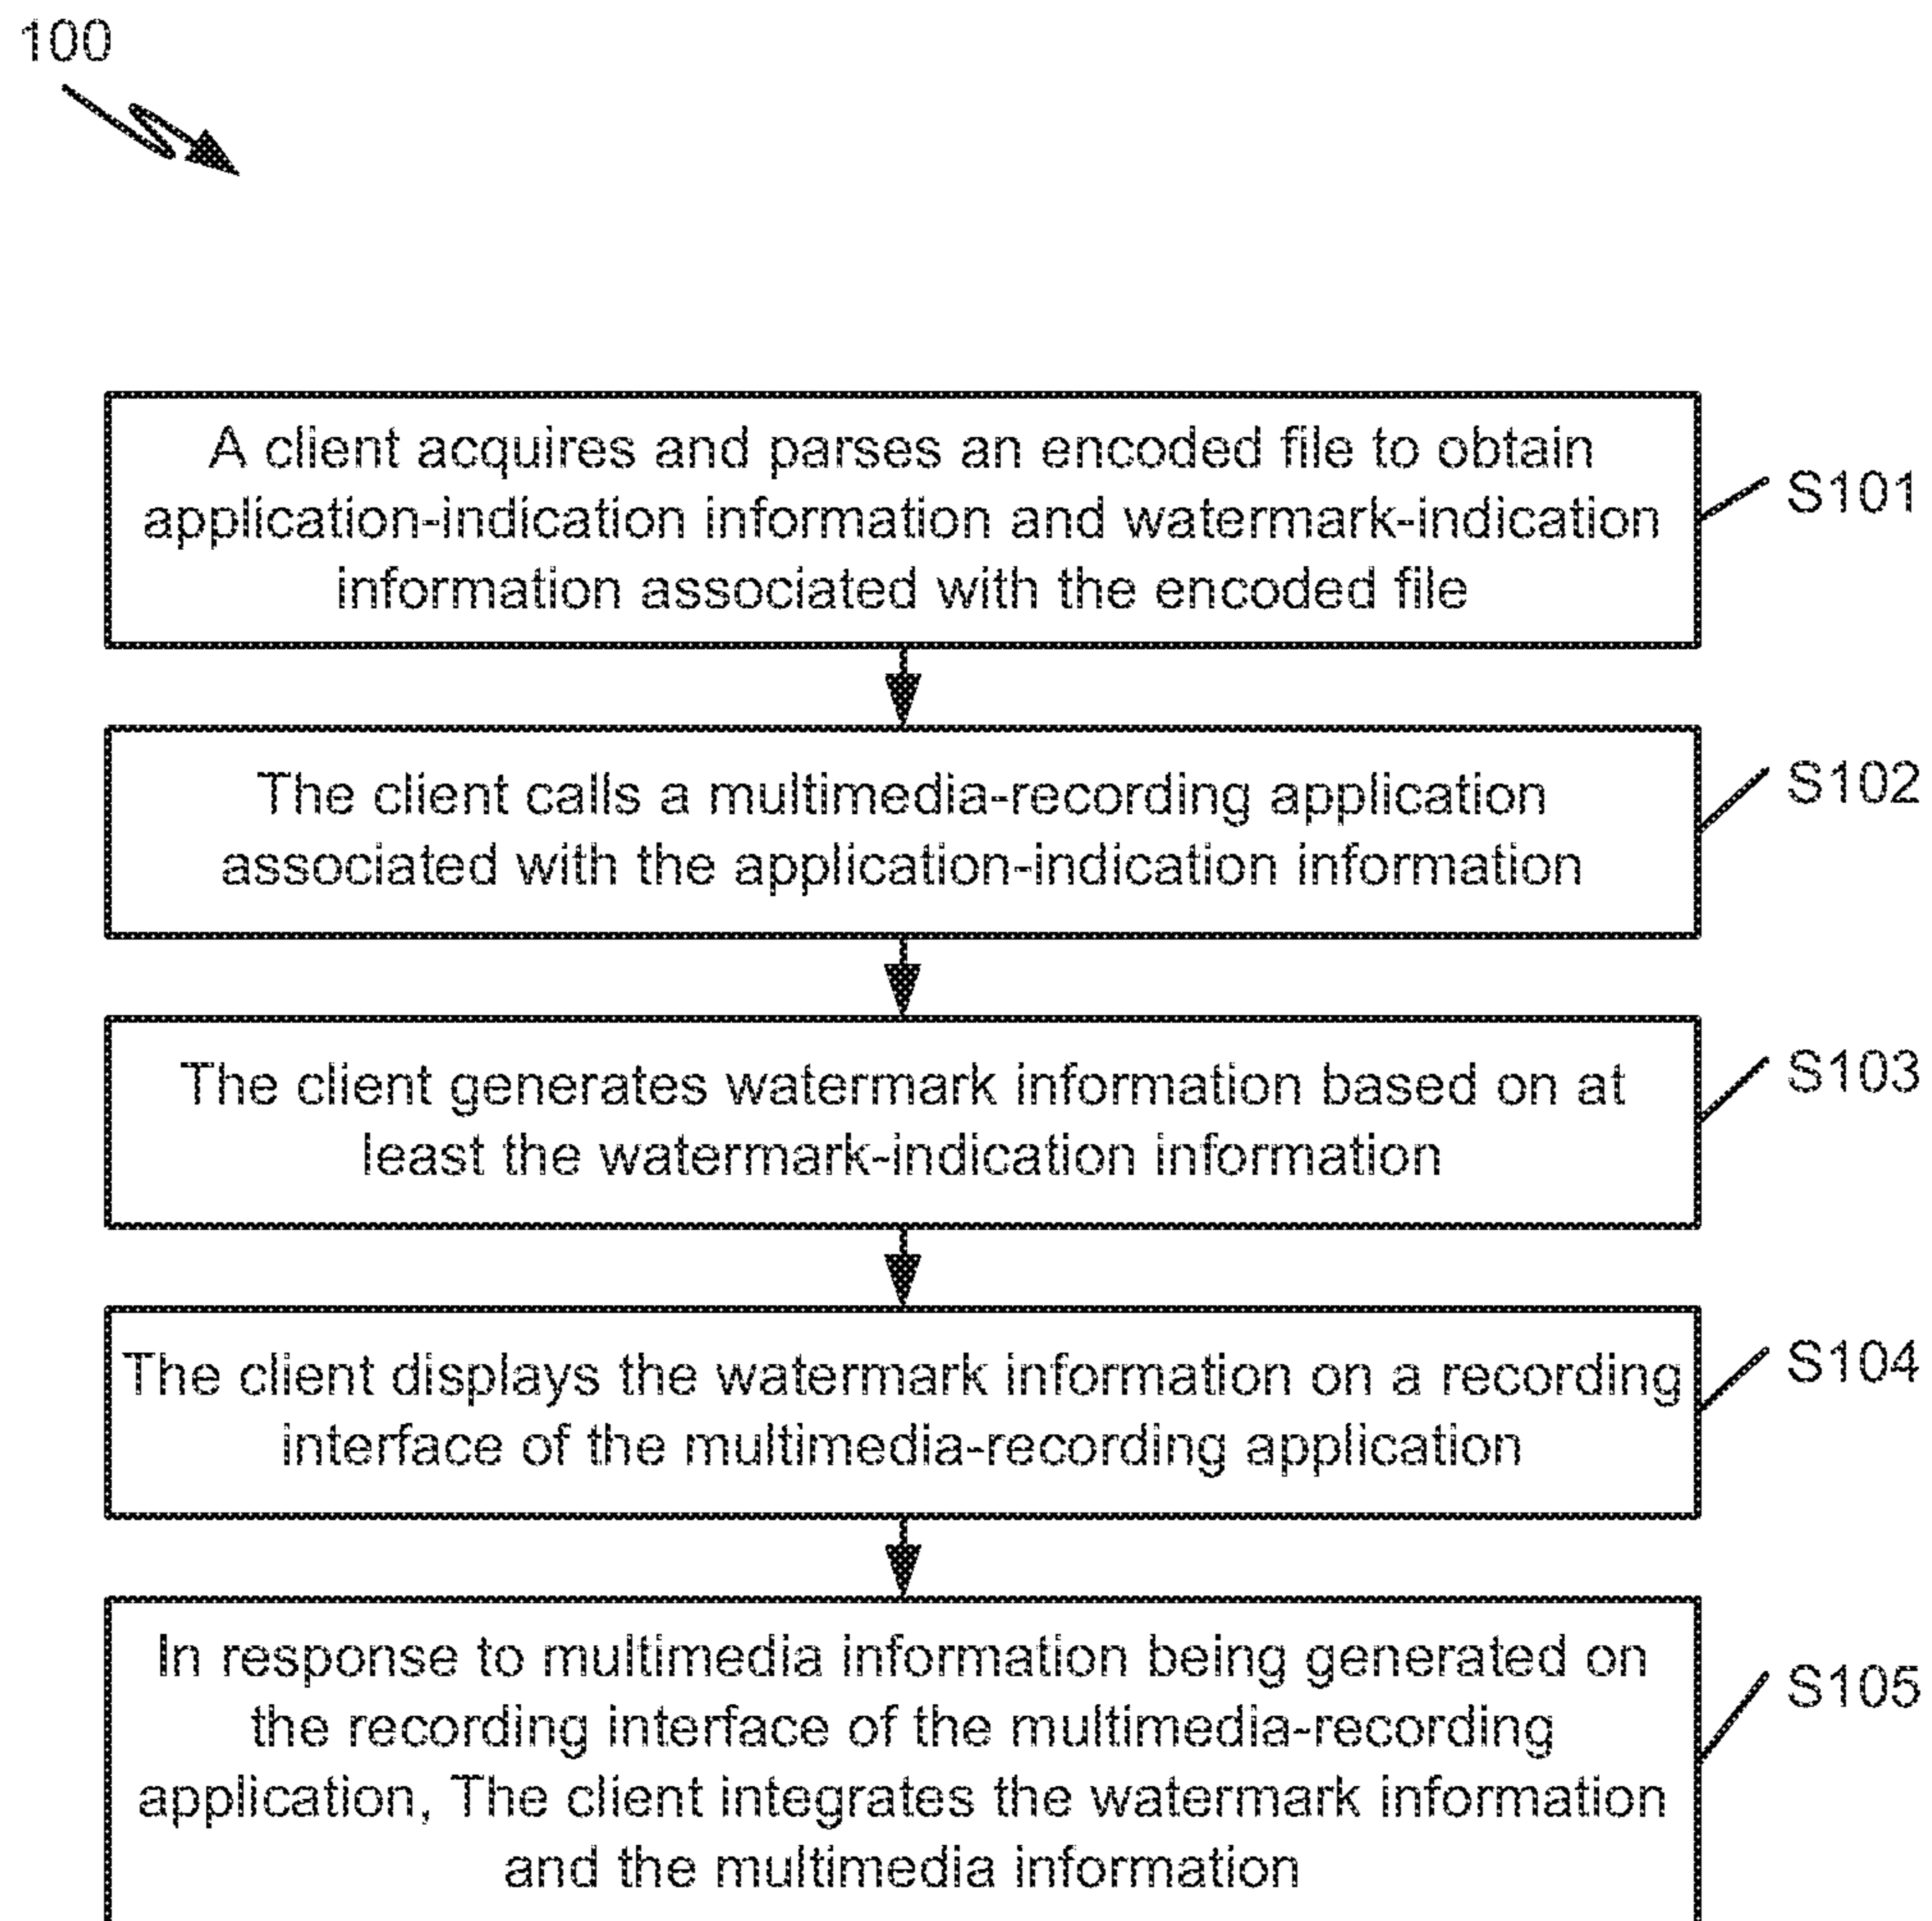 100
A client acquires and parses an encoded file to obtain
application-indication information and watermark-indication
information associated with the encoded file
S101
The client calls a multimedia-recording application
associated with the application-indication information
S102
The client generates watermark information based on at
least the watermark-indication information
S103
The client displays the watermark information on a recording
interface of the multimedia-recording application
S104
In response to multimedia information being generated on
the recording interface of the multimedia-recording
application, The client integrates the watermark information
and the multimedia information
S105